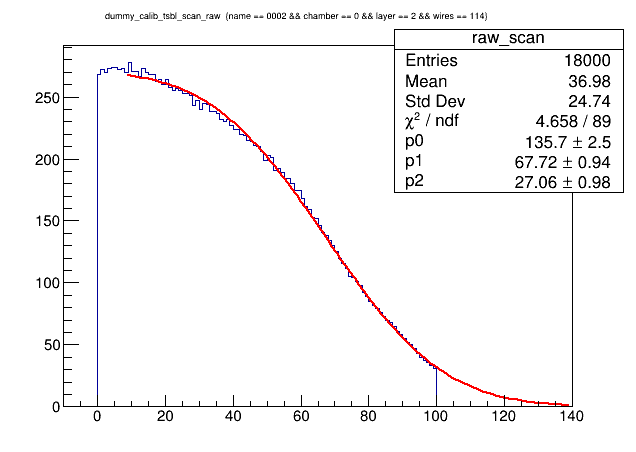 dummy_calib_tsbl_scan_raw (name == 0002 && chamber == 0 && layer == 2 && wires == 114)
raw_scan
Entries 18000
Mean 36.98
Std Dev 24.74
χ² / ndf 4.658 / 89
p0 135.7 ± 2.5
p1 67.72 ± 0.94
p2 27.06 ± 0.98
250
200
150
100
50
0
0 20 40 60 80 100 120 140